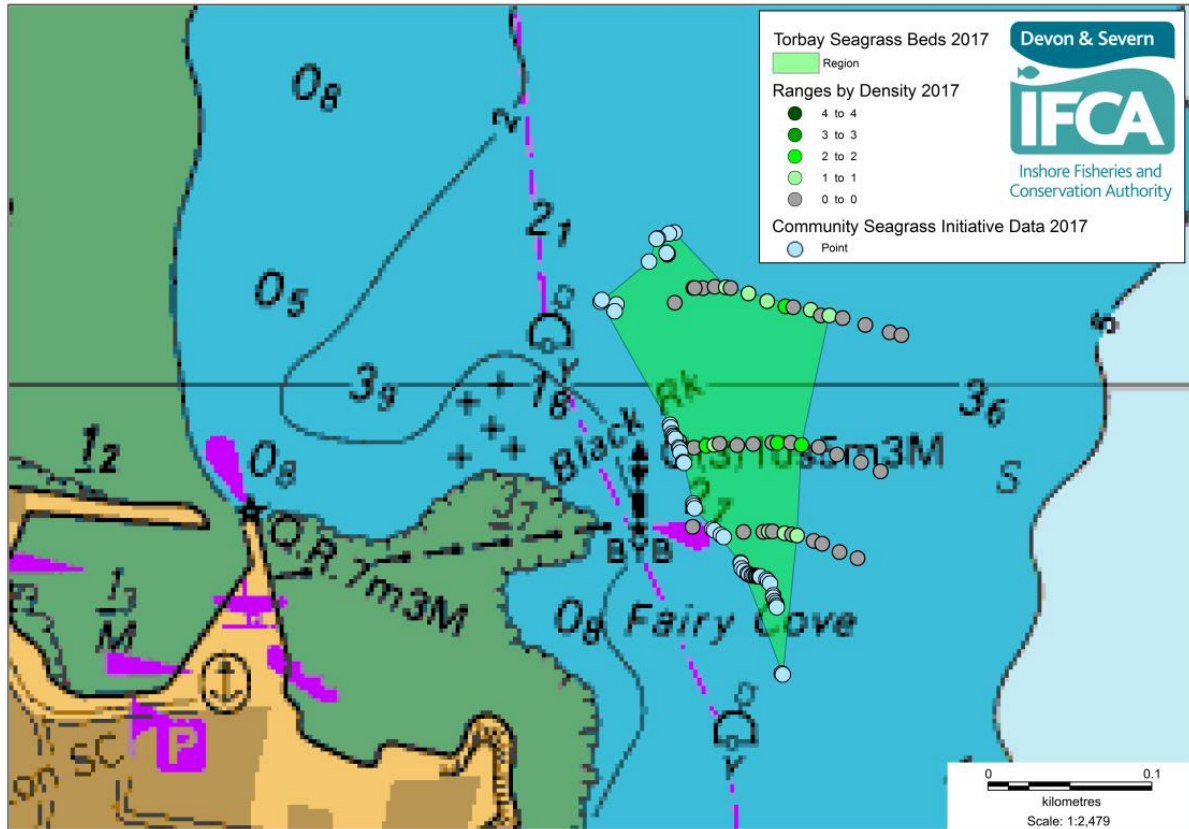 Torbay Seagrass Beds 2017
Region
Ranges by Density 2017
4 to 4
3 to 3
2 to 2
1 to 1
0 to 0
Community Seagrass Initiative Data 2017
Point
Devon & Severn
IFCA
Inshore Fisheries and
Conservation Authority
0₈
2
2₁
0₅
3₉
1₈
3₆
5
Black Rk
1₂
0₈
S
Q.R.7m3M
BYB
0₈ Fairy Cove
M
P
SC
Y
Y
0 0.1
kilometres
Scale: 1:2,479